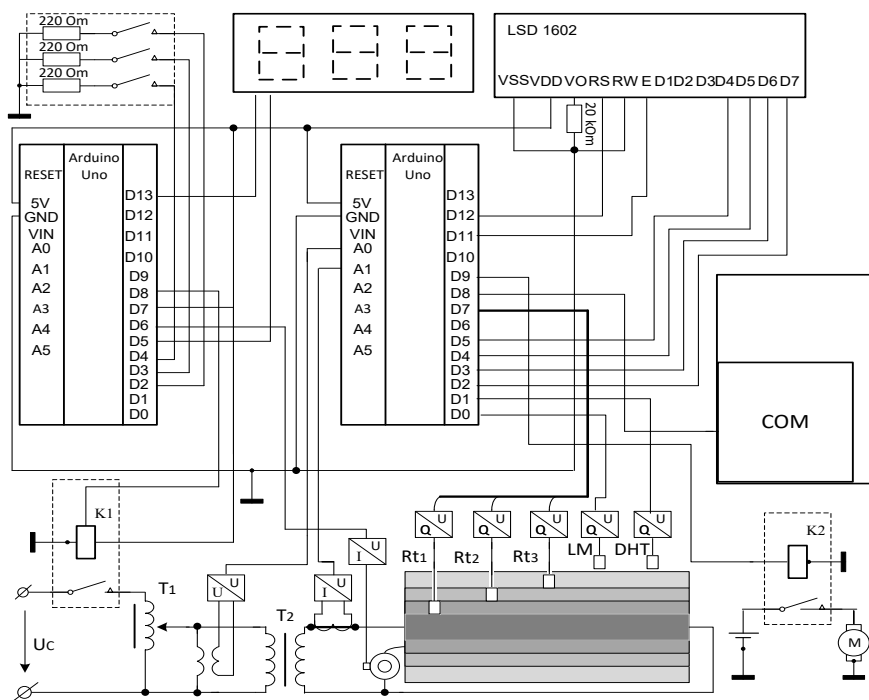 220 Om
220 Om
220 Om
LSD 1602
VSS VDD VO RS RW E D1 D2 D3 D4 D5 D6 D7
20 kOm
RESET
Arduino
Uno
5V
GND
VIN
A0
A1
A2
A3
A4
A5
D13
D12
D11
D10
D9
D8
D7
D6
D5
D4
D3
D2
D1
D0
RESET
Arduino
Uno
5V
GND
VIN
A0
A1
A2
A3
A4
A5
D13
D12
D11
D10
D9
D8
D7
D6
D5
D4
D3
D2
D1
D0
COM
K1
U
Q
U
Q
U
Q
U
Q
U
Q
K2
U
I
Rt1
Rt2
Rt3
LM
DHT
T1
U
U
U
I
Uc
T2
M